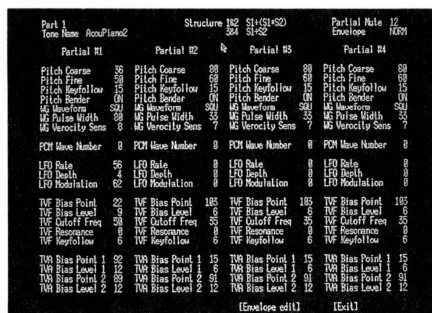 Part 1 Structure 1&2 S1+(S1*S2) Partial Mute 12
Tone Name AcouPiano2 3&4 S1+S2 Envelope NORM
Partial #1 Partial #2 Partial #3 Partial #4
Pitch Coarse 36 Pitch Coarse 80 Pitch Coarse 80 Pitch Coarse 80
Pitch Fine 50 Pitch Fine 60 Pitch Fine 60 Pitch Fine 60
Pitch Keyfollow 15 Pitch Keyfollow 15 Pitch Keyfollow 15 Pitch Keyfollow 15
Pitch Bender ON Pitch Bender ON Pitch Bender ON Pitch Bender ON
WG Waveform SQU WG Waveform SQU WG Waveform SQU WG Waveform SQU
WG Pulse Width 80 WG Pulse Width 33 WG Pulse Width 33 WG Pulse Width 33
WG Verocity Sens 8 WG Verocity Sens 7 WG Verocity Sens 7 WG Verocity Sens 7
PCM Wave Number 0 PCM Wave Number 0 PCM Wave Number 0 PCM Wave Number 0
LFO Rate 56 LFO Rate 0 LFO Rate 0 LFO Rate 0
LFO Depth 4 LFO Depth 0 LFO Depth 0 LFO Depth 0
LFO Modulation 62 LFO Modulation 0 LFO Modulation 0 LFO Modulation 0
TVF Bias Point 22 TVF Bias Point 103 TVF Bias Point 103 TVF Bias Point 103
TVF Bias Level 9 TVF Bias Level 6 TVF Bias Level 6 TVF Bias Level 6
TVF Cutoff Freq 50 TVF Cutoff Freq 35 TVF Cutoff Freq 35 TVF Cutoff Freq 35
TVF Resonance 0 TVF Resonance 0 TVF Resonance 0 TVF Resonance 0
TVF Keyfollow 6 TVF Keyfollow 6 TVF Keyfollow 6 TVF Keyfollow 6
TVA Bias Point 1 92 TVA Bias Point 1 15 TVA Bias Point 1 15 TVA Bias Point 1 15
TVA Bias Level 1 12 TVA Bias Level 1 6 TVA Bias Level 1 6 TVA Bias Level 1 6
TVA Bias Point 2 89 TVA Bias Point 2 91 TVA Bias Point 2 91 TVA Bias Point 2 91
TVA Bias Level 2 12 TVA Bias Level 2 12 TVA Bias Level 2 12 TVA Bias Level 2 12
[Envelope edit] [Exit]